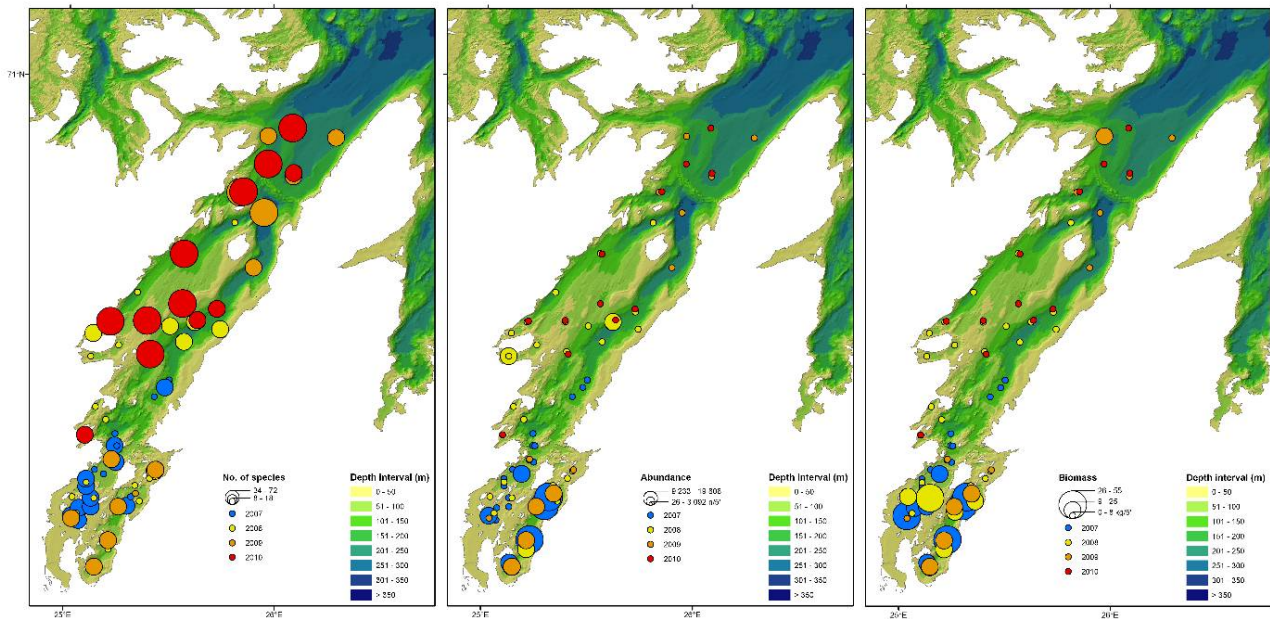 71°N
No. of species
34 - 72
8 - 18
2007
2008
2009
2010
Depth interval (m)
0 - 50
51 - 100
101 - 150
151 - 200
201 - 250
251 - 300
301 - 350
> 350
25°E
26°E
Abundance
2007
2008
2009
2010
Depth Interval (m)
0 - 50
51 - 100
101 - 150
151 - 200
201 - 250
251 - 300
301 - 350
> 350
25°E
26°E
Biomass
26 - 55
2007
2008
2009
2010
Depth Interval (m)
0 - 50
51 - 100
101 - 150
151 - 200
201 - 250
251 - 300
301 - 350
> 350
25°E
26°E